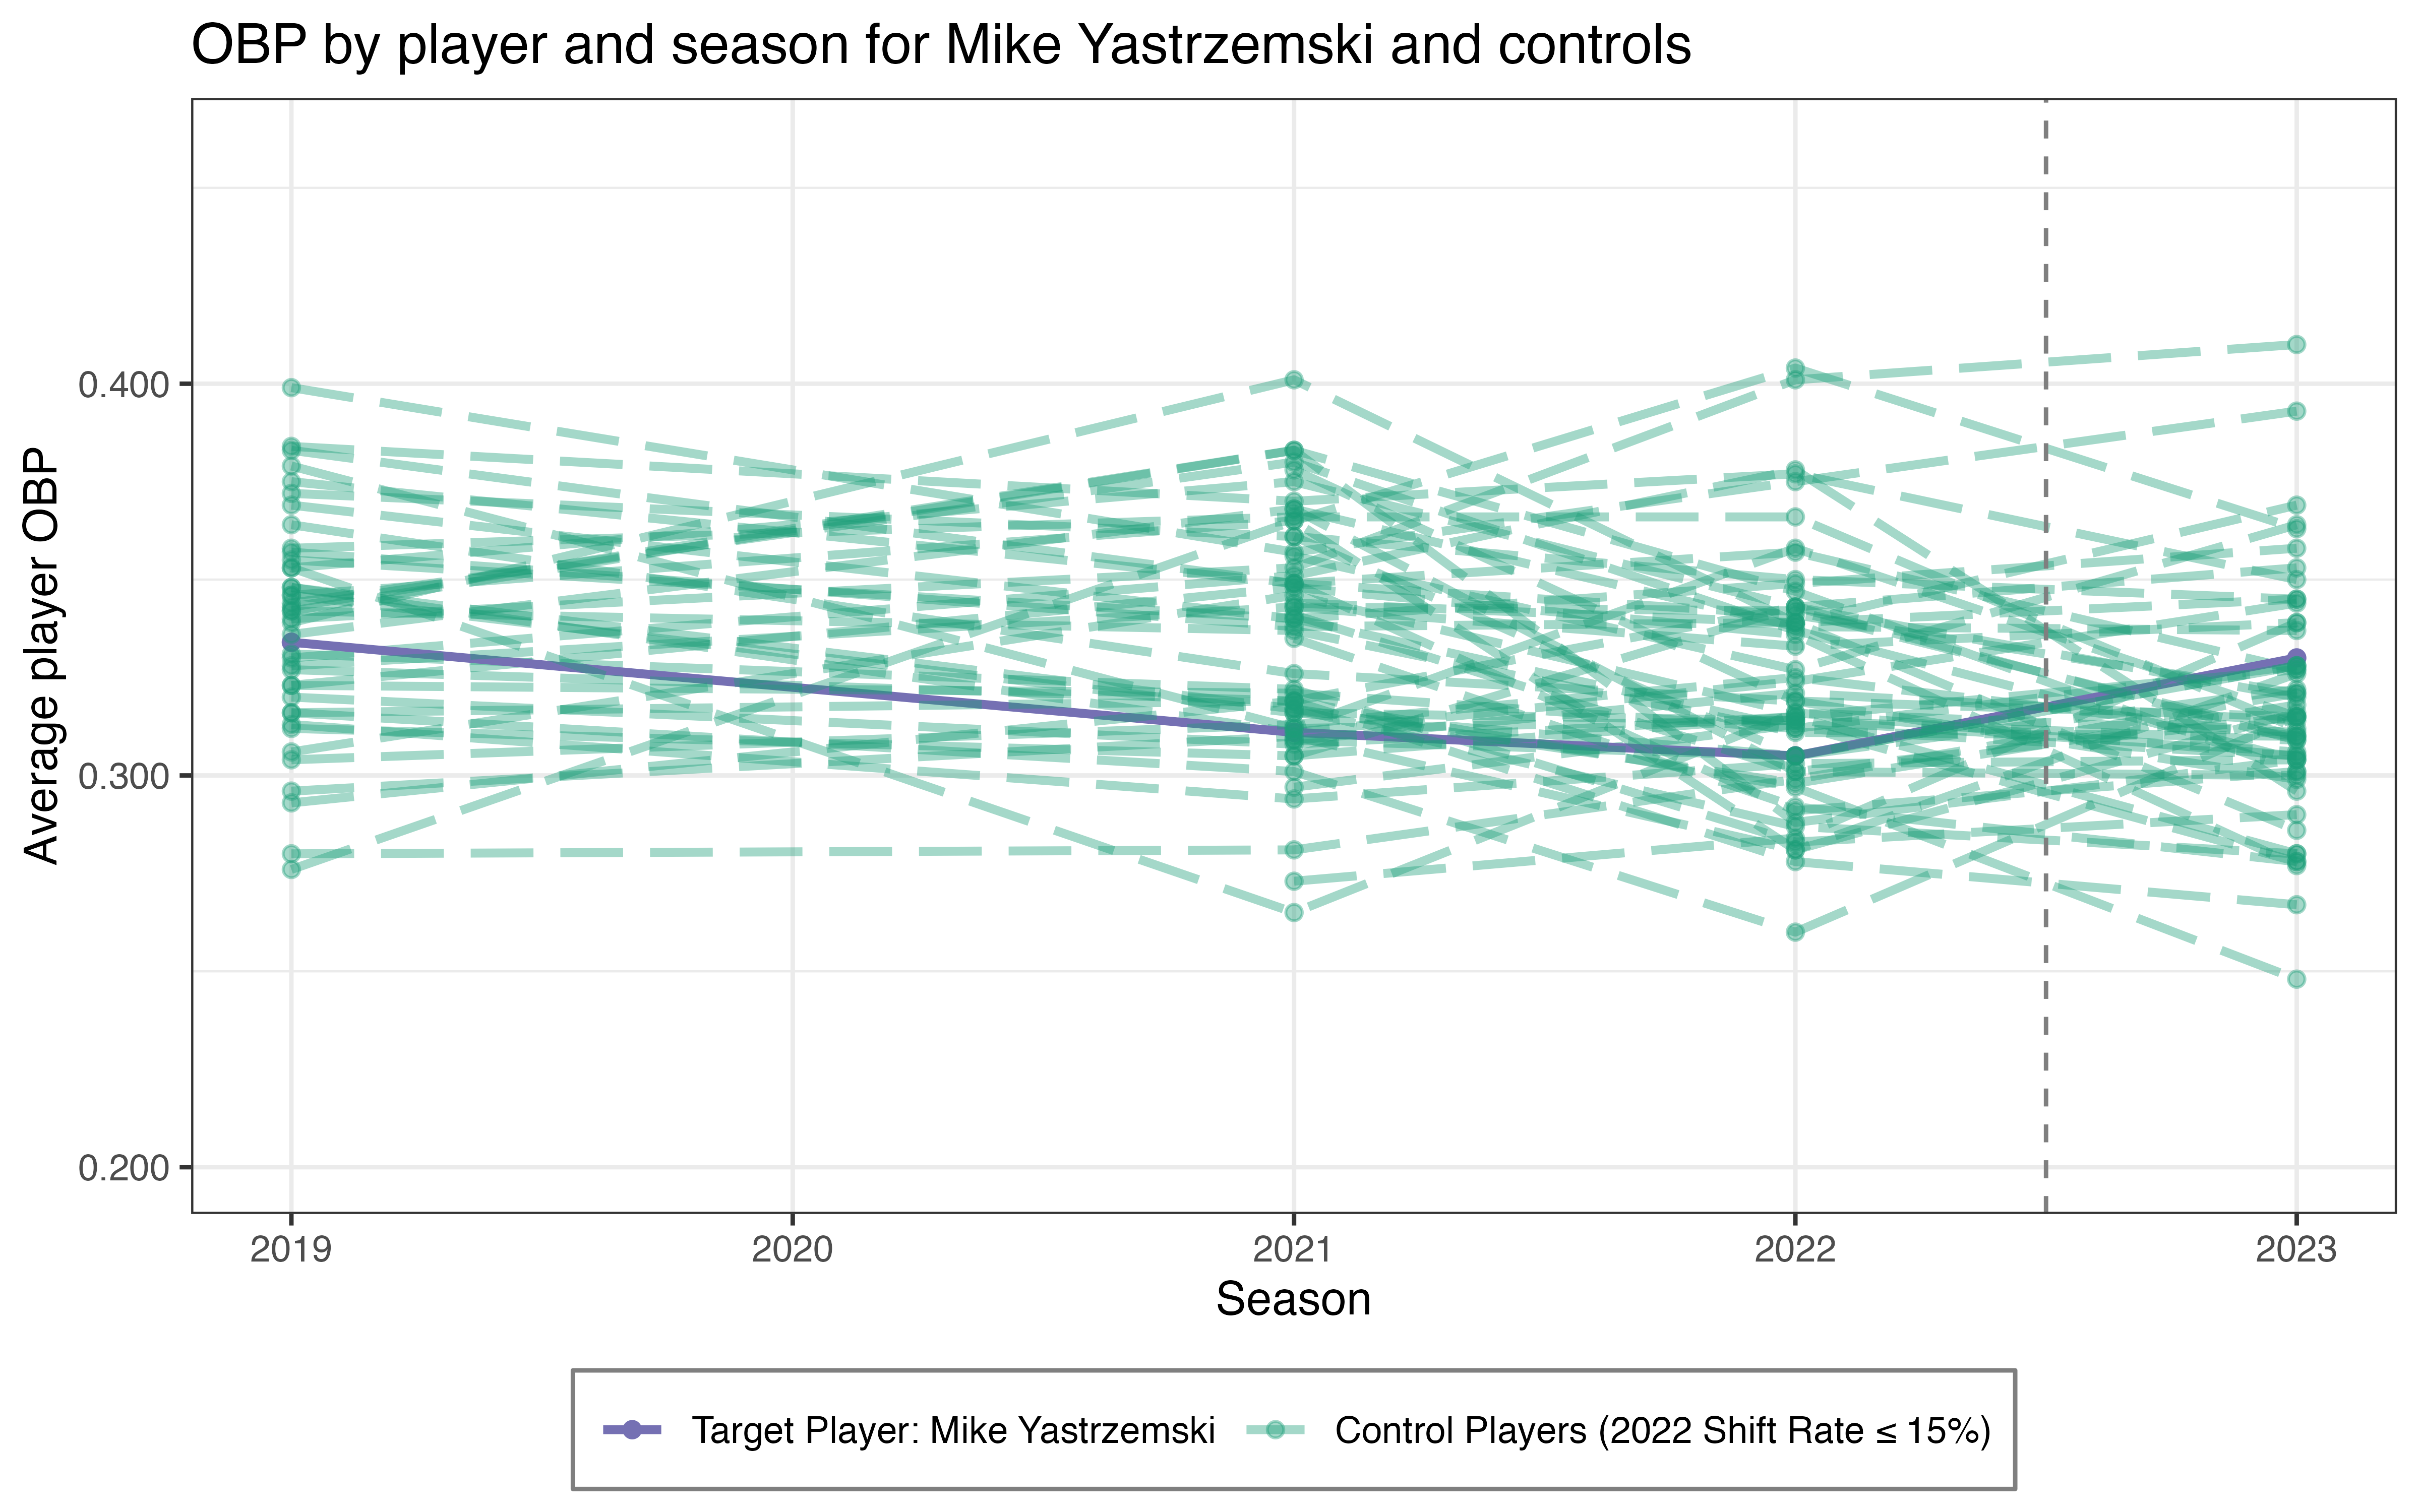 OBP by player and season for Mike Yastrzemski and controls
Average player OBP
0.400
0.300
0.200
2019 2020 2021 2022 2023
Season
Target Player: Mike Yastrzemski Control Players (2022 Shift Rate ≤ 15%)